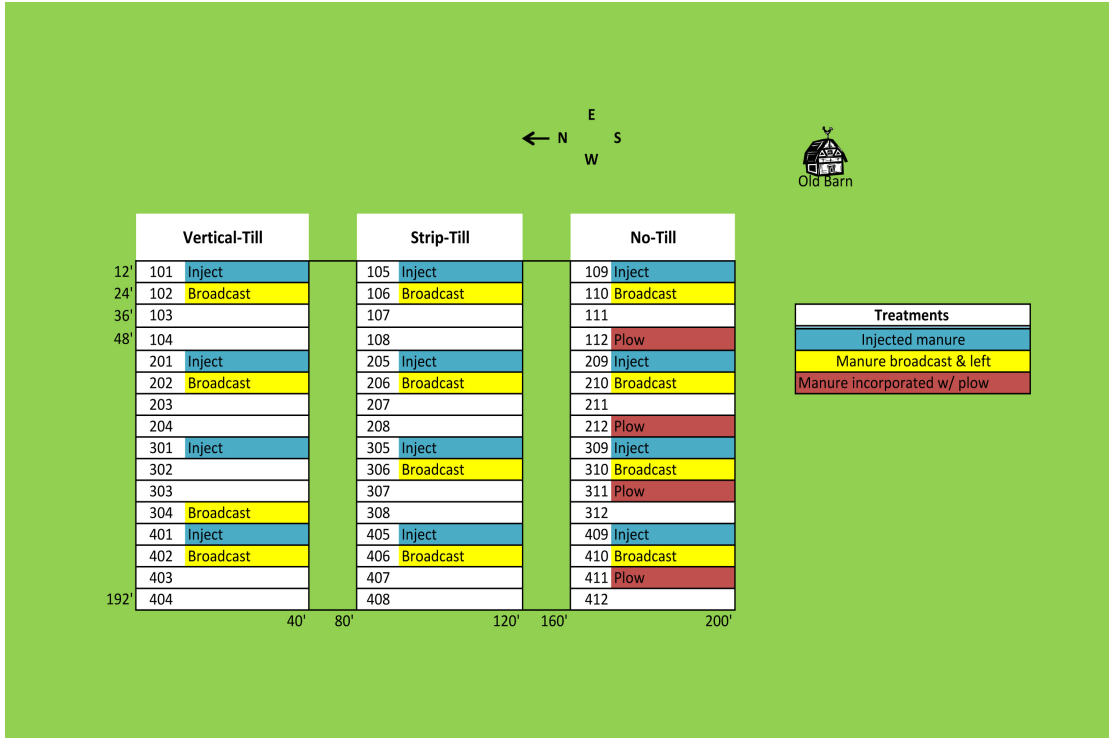 E
N S
W
Old Barn
Vertical-Till Strip-Till No-Till
12' 101 Inject 105 Inject 109 Inject
24' 102 Broadcast 106 Broadcast 110 Broadcast
36' 103 107 111
48' 104 108 112 Plow
201 Inject 205 Inject 209 Inject
202 Broadcast 206 Broadcast 210 Broadcast
203 207 211
204 208 212 Plow
301 Inject 305 Inject 309 Inject
302 306 Broadcast 310 Broadcast
303 307 311 Plow
304 Broadcast 308 312
401 Inject 405 Inject 409 Inject
402 Broadcast 406 Broadcast 410 Broadcast
403 407 411 Plow
192' 404 408 412
40' 80' 120' 160' 200'
Treatments
Injected manure
Manure broadcast & left
Manure incorporated w/ plow